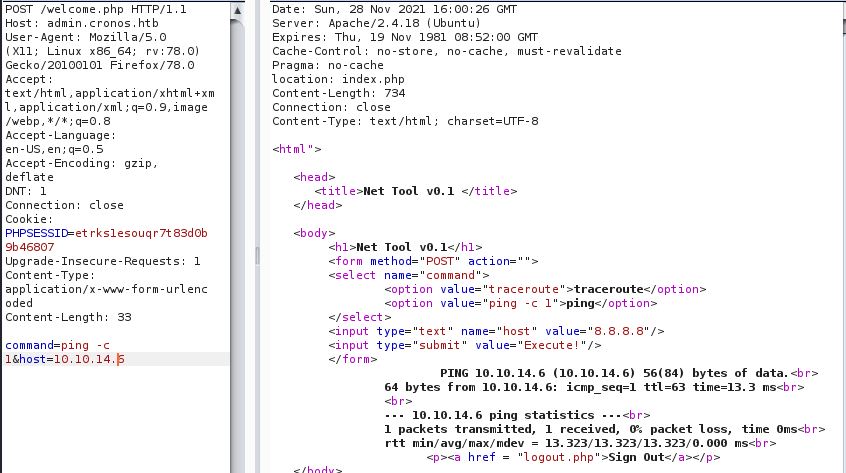 POST /welcome.php HTTP/1.1
Host: admin.cronos.htb
User-Agent: Mozilla/5.0
(X11; Linux x86_64; rv:78.0)
Gecko/20100101 Firefox/78.0
Accept:
text/html,application/xhtml+xm
l,application/xml;q=0.9,image
/webp,*/*;q=0.8
Accept-Language:
en-US,en;q=0.5
Accept-Encoding: gzip,
deflate
DNT: 1
Connection: close
Cookie:
PHPSESSID=etrks1esouqr7t83d0b
9b46807
Upgrade-Insecure-Requests: 1
Content-Type:
application/x-www-form-urlenc
oded
Content-Length: 33
command=ping -c
1&host=10.10.14.6
Date: Sun, 28 Nov 2021 16:00:26 GMT
Server: Apache/2.4.18 (Ubuntu)
Expires: Thu, 19 Nov 1981 08:52:00 GMT
Cache-Control: no-store, no-cache, must-revalidate
Pragma: no-cache
location: index.php
Content-Length: 734
Connection: close
Content-Type: text/html; charset=UTF-8
<html">
<head>
<title>Net Tool v0.1 </title>
</head>
<body>
<h1>Net Tool v0.1</h1>
<form method="POST" action="">
<select name="command">
<option value="traceroute">traceroute</option>
<option value="ping -c 1">ping</option>
</select>
<input type="text" name="host" value="8.8.8.8"/>
<input type="submit" value="Execute!"/>
</form>
PING 10.10.14.6 (10.10.14.6) 56(84) bytes of data.<br>
64 bytes from 10.10.14.6: icmp_seq=1 ttl=63 time=13.3 ms<br>
<br>
--- 10.10.14.6 ping statistics ---<br>
1 packets transmitted, 1 received, 0% packet loss, time 0ms<br>
rtt min/avg/max/mdev = 13.323/13.323/13.323/0.000 ms<br>
<p><a href = "logout.php">Sign Out</a></p>
</body>